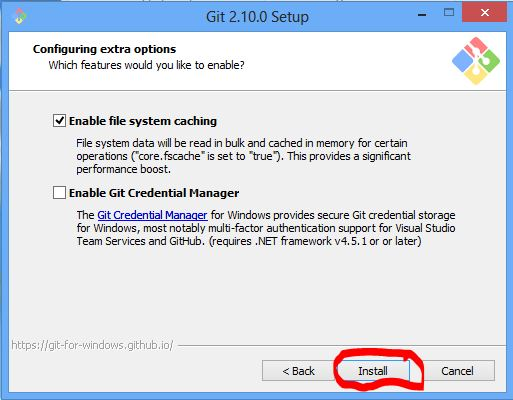 Git 2.10.0 Setup
Configuring extra options
Which features would you like to enable?
Enable file system caching
File system data will be read in bulk and cached in memory for certain
operations ("core.fscache" is set to "true"). This provides a significant
performance boost.
Enable Git Credential Manager
The Git Credential Manager for Windows provides secure Git credential storage
for Windows, most notably multi-factor authentication support for Visual Studio
Team Services and GitHub. (requires .NET framework v4.5.1 or or later)
https://git-for-windows.github.io/
< Back
Install
Cancel